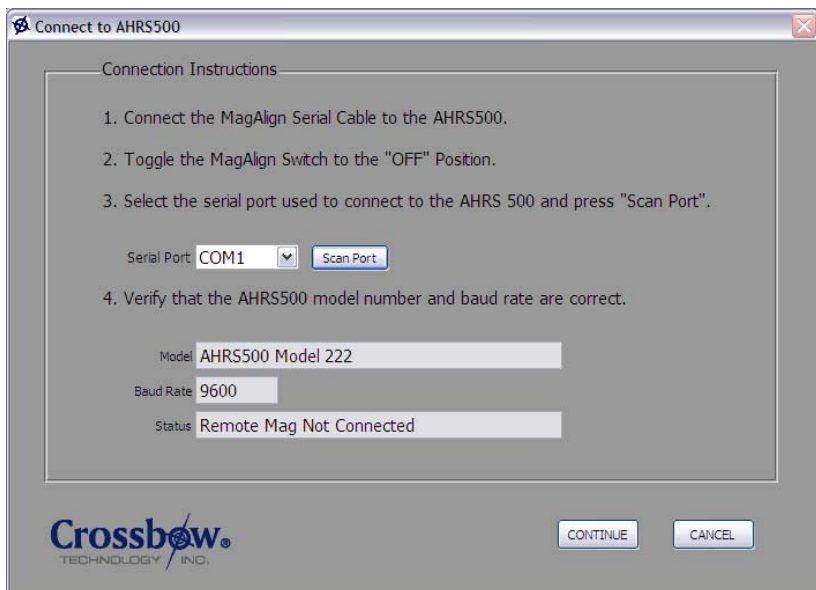 Connect to AHRS500
Connection Instructions
1. Connect the MagAlign Serial Cable to the AHRS500.
2. Toggle the MagAlign Switch to the "OFF" Position.
3. Select the serial port used to connect to the AHRS 500 and press "Scan Port".
Serial Port COM1 Scan Port
4. Verify that the AHRS500 model number and baud rate are correct.
Model AHRS500 Model 222
Baud Rate 9600
Status Remote Mag Not Connected
Crossbow®
TECHNOLOGY INC.
CONTINUE CANCEL